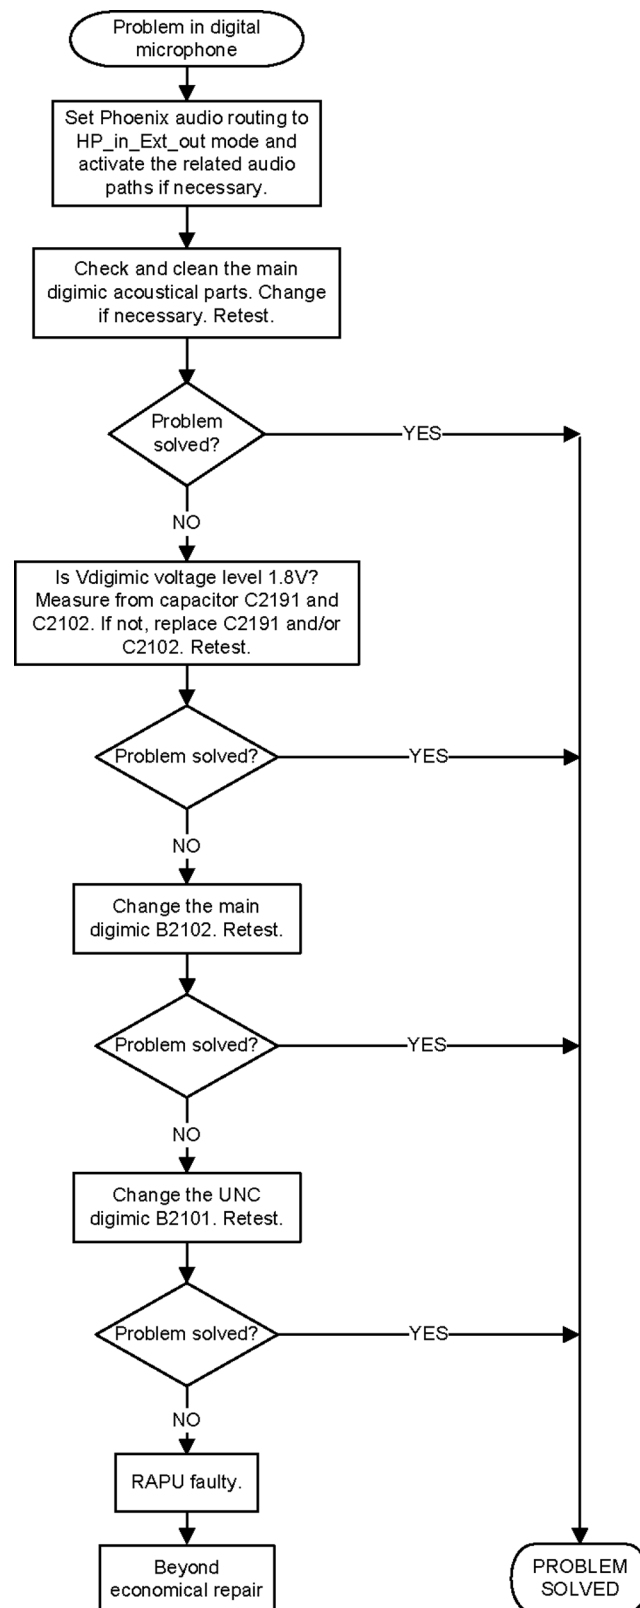 Problem in digital
microphone
Set Phoenix audio routing to
HP_in_Ext_out mode and
activate the related audio
paths if necessary.
Check and clean the main
digimic acoustical parts. Change
if necessary. Retest.
Problem
solved?
YES
NO
Is Vdigimic voltage level 1.8V?
Measure from capacitor C2191 and
C2102. If not, replace C2191 and/or
C2102. Retest.
Problem solved?
YES
NO
Change the main
digimic B2102. Retest.
Problem solved?
YES
NO
Change the UNC
digimic B2101. Retest.
Problem solved?
YES
NO
RAPU faulty.
Beyond
economical repair
PROBLEM
SOLVED